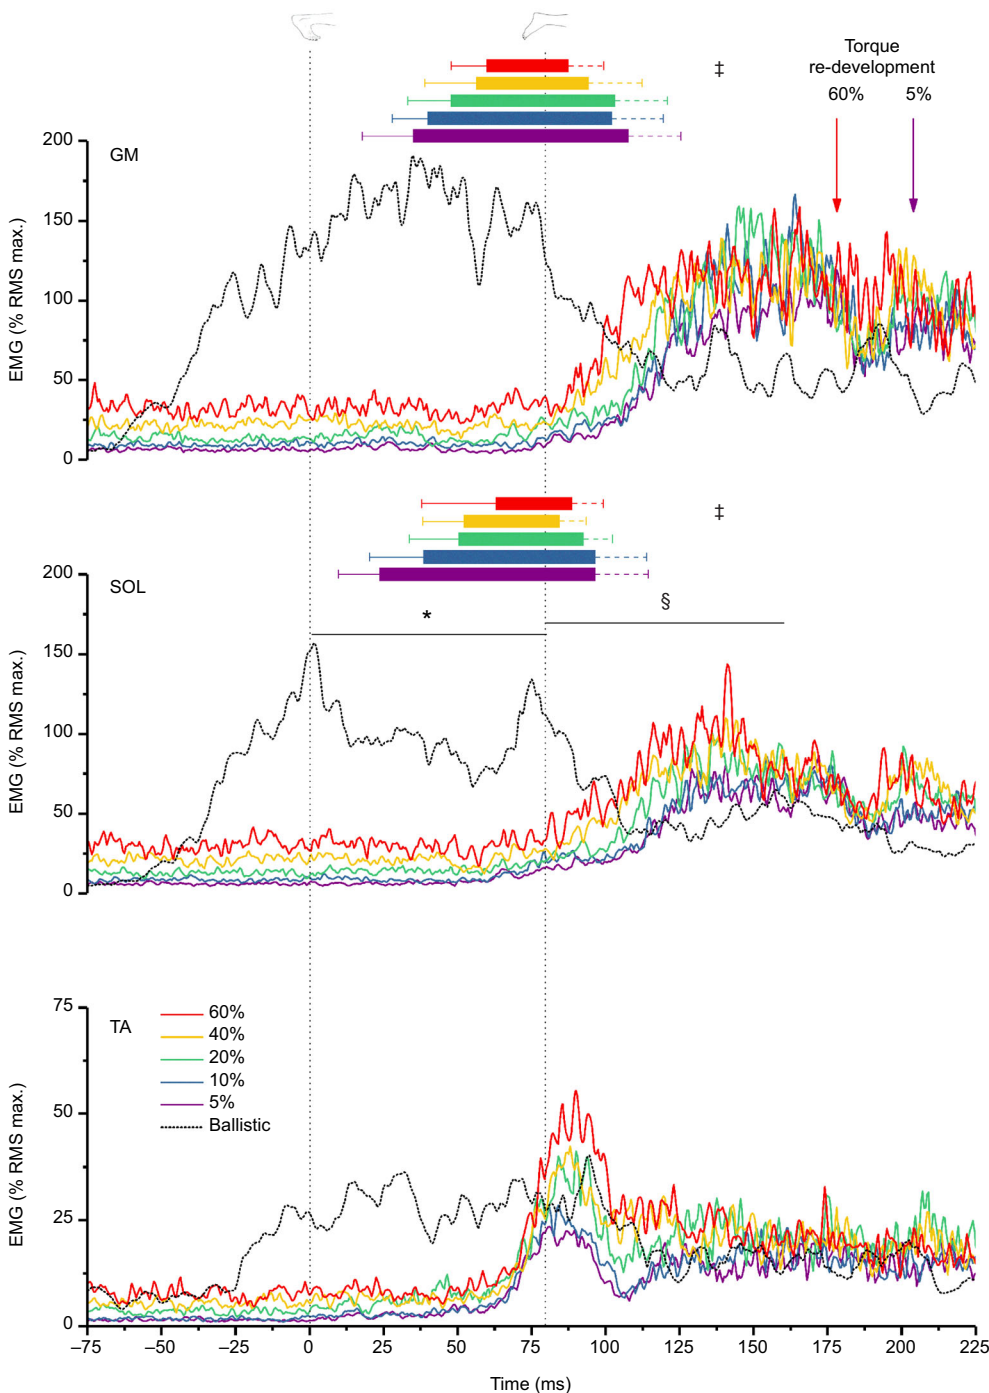 Torque
re-development
60% 5%
‡
200
GM
150
100
50
0
EMG (% RMS max.)
‡
200
SOL
* §
150
100
50
0
EMG (% RMS max.)
75
TA
60%
40%
20%
10%
5%
Ballistic
50
25
0
EMG (% RMS max.)
–75 –50 –25 0 25 50 75 100 125 150 175 200 225
Time (ms)